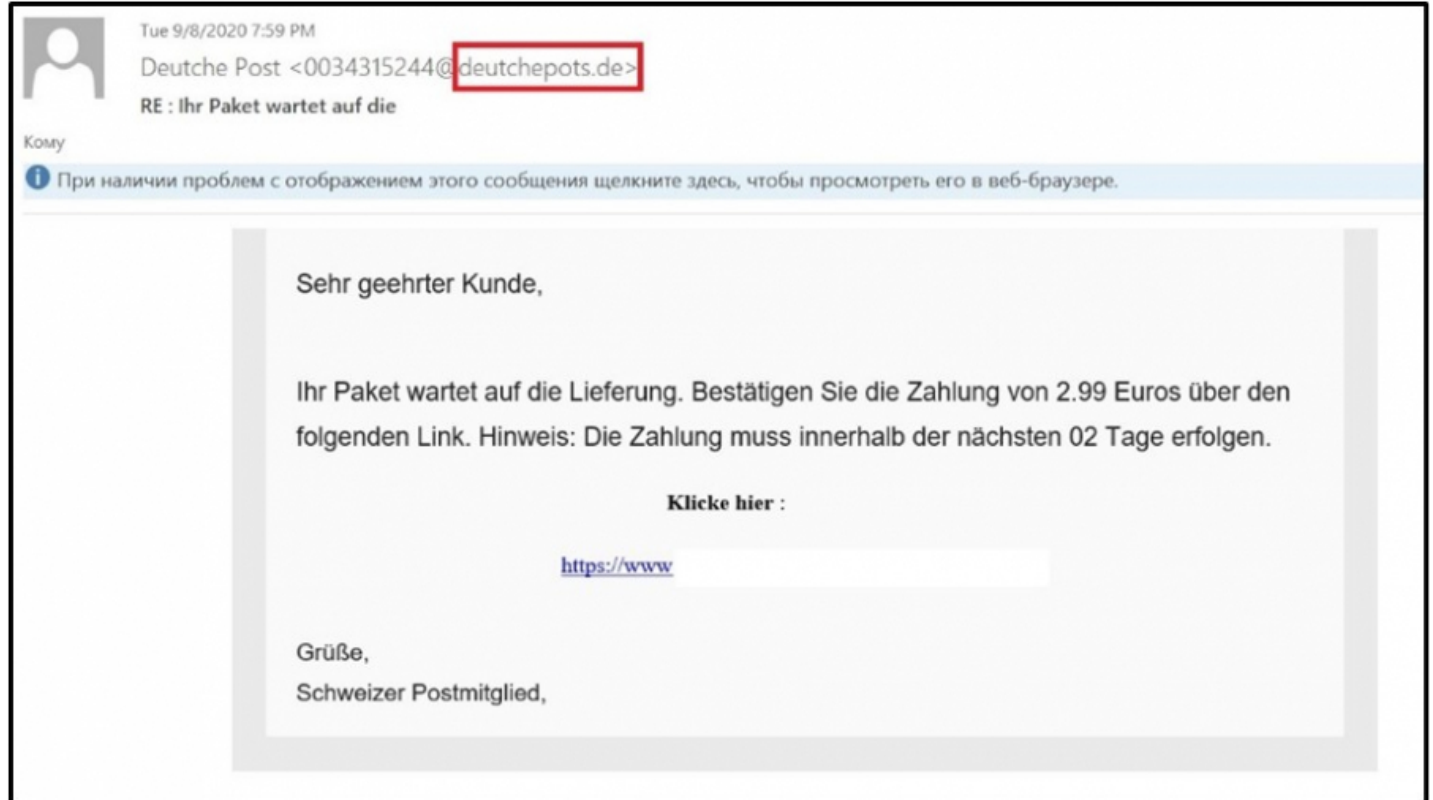 Tue 9/8/2020 7:59 PM
Deutche Post <0034315244@deutchepots.de>
RE : Ihr Paket wartet auf die
Кому
При наличии проблем с отображением этого сообщения щелкните здесь, чтобы просмотреть его в веб-браузере.
Sehr geehrter Kunde,
Ihr Paket wartet auf die Lieferung. Bestätigen Sie die Zahlung von 2.99 Euros über den
folgenden Link. Hinweis: Die Zahlung muss innerhalb der nächsten 02 Tage erfolgen.
Klicke hier :
https://www
Grüße,
Schweizer Postmitglied,